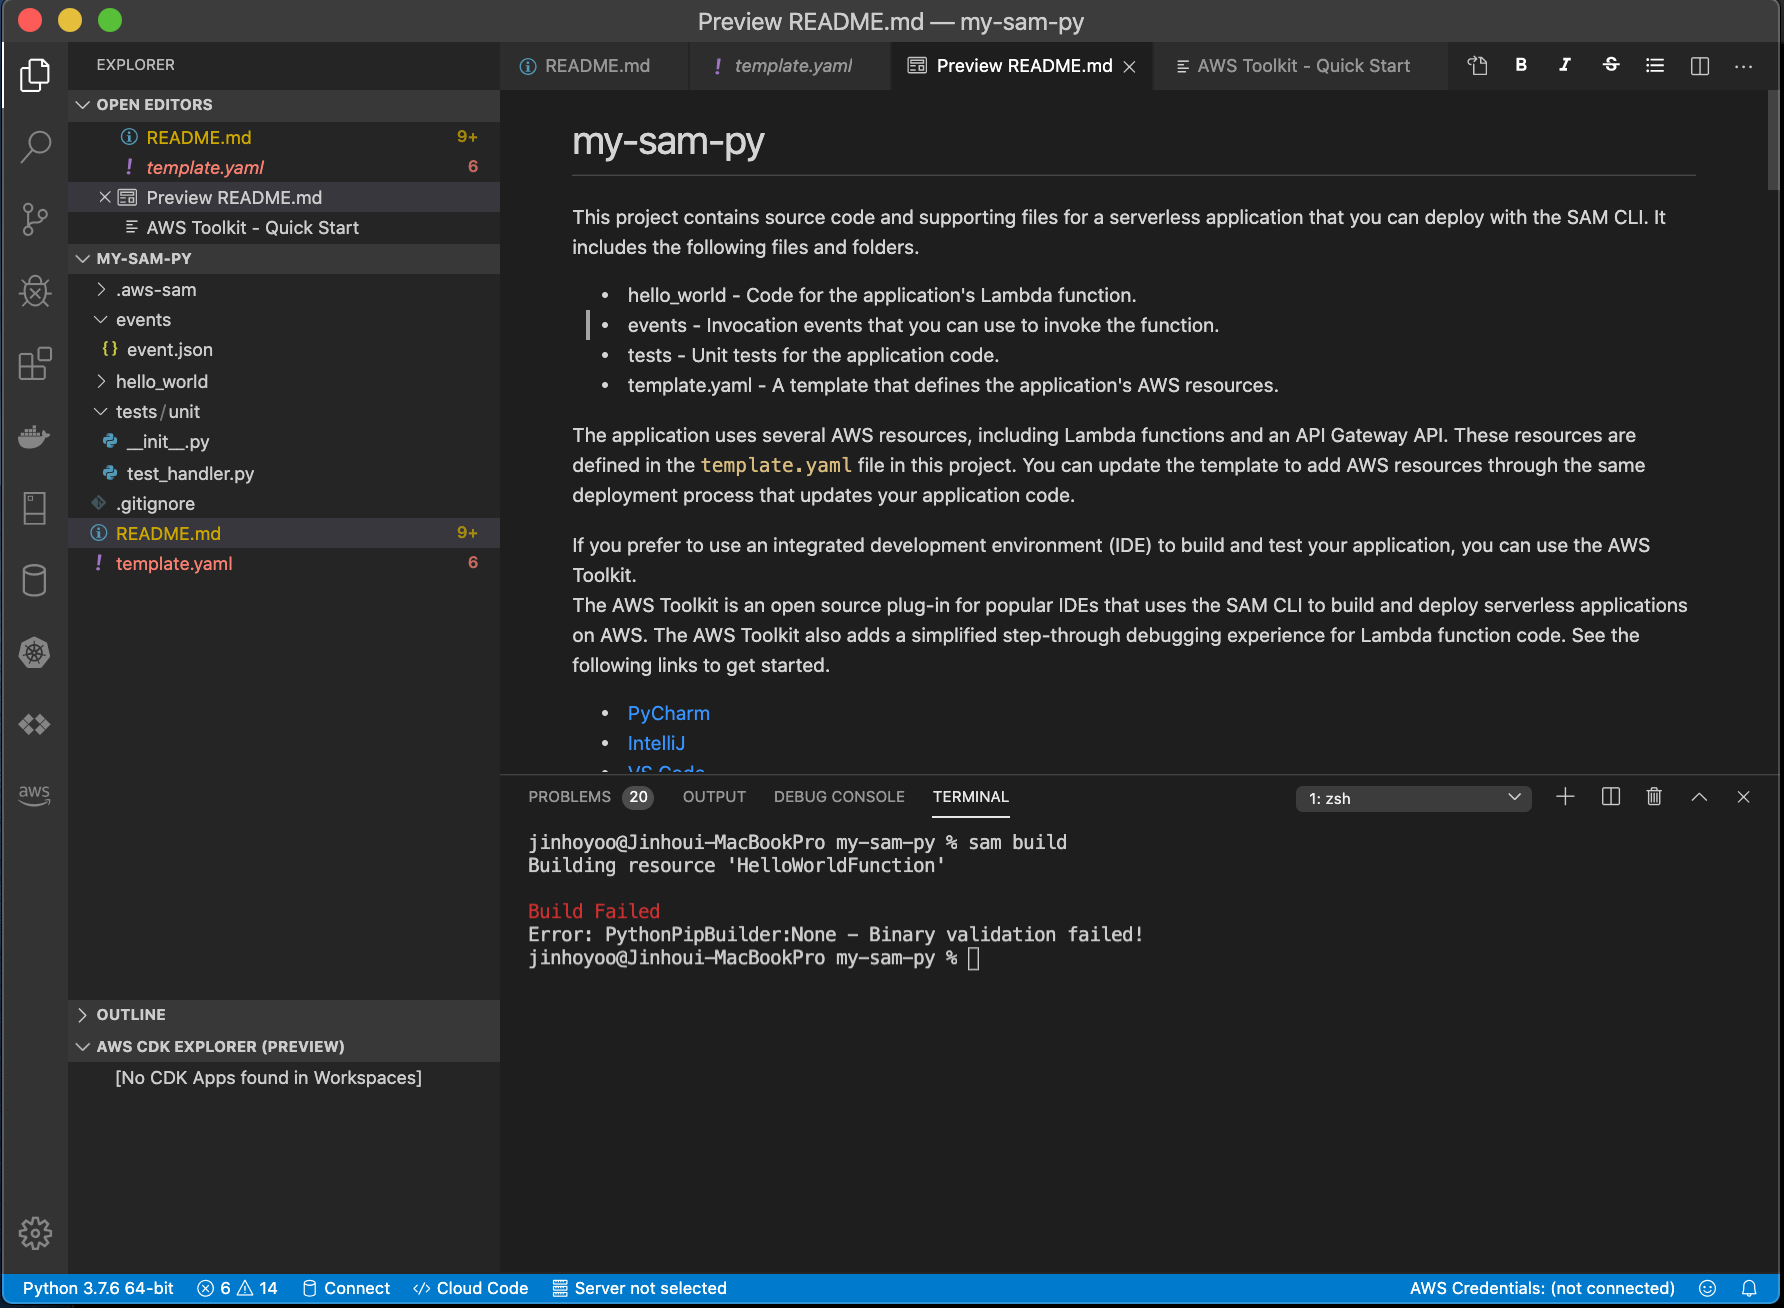 Preview README.md — my-sam-py
EXPLORER
OPEN EDITORS
README.md 9+
template.yaml 6
Preview README.md
AWS Toolkit - Quick Start
MY-SAM-PY
.aws-sam
events
{} event.json
hello_world
tests/unit
__init__.py
test_handler.py
.gitignore
README.md 9+
! template.yaml 6
OUTLINE
AWS CDK EXPLORER (PREVIEW)
[No CDK Apps found in Workspaces]
aws
README.md
! template.yaml
Preview README.md
AWS Toolkit - Quick Start
B I S ...
my-sam-py
This project contains source code and supporting files for a serverless application that you can deploy with the SAM CLI. It
includes the following files and folders.
• hello_world - Code for the application's Lambda function.
• events - Invocation events that you can use to invoke the function.
• tests - Unit tests for the application code.
• template.yaml - A template that defines the application's AWS resources.
The application uses several AWS resources, including Lambda functions and an API Gateway API. These resources are
defined in the template.yaml file in this project. You can update the template to add AWS resources through the same
deployment process that updates your application code.
If you prefer to use an integrated development environment (IDE) to build and test your application, you can use the AWS
Toolkit.
The AWS Toolkit is an open source plug-in for popular IDEs that uses the SAM CLI to build and deploy serverless applications
on AWS. The AWS Toolkit also adds a simplified step-through debugging experience for Lambda function code. See the
following links to get started.
• PyCharm
• IntelliJ
• VS Code
PROBLEMS 20 OUTPUT DEBUG CONSOLE TERMINAL
1: zsh
jinhoyoo@Jinhoui-MacBookPro my-sam-py % sam build
Building resource 'HelloWorldFunction'
Build Failed
Error: PythonPipBuilder:None - Binary validation failed!
jinhoyoo@Jinhoui-MacBookPro my-sam-py %
Python 3.7.6 64-bit 6 14 Connect </> Cloud Code Server not selected AWS Credentials: (not connected)